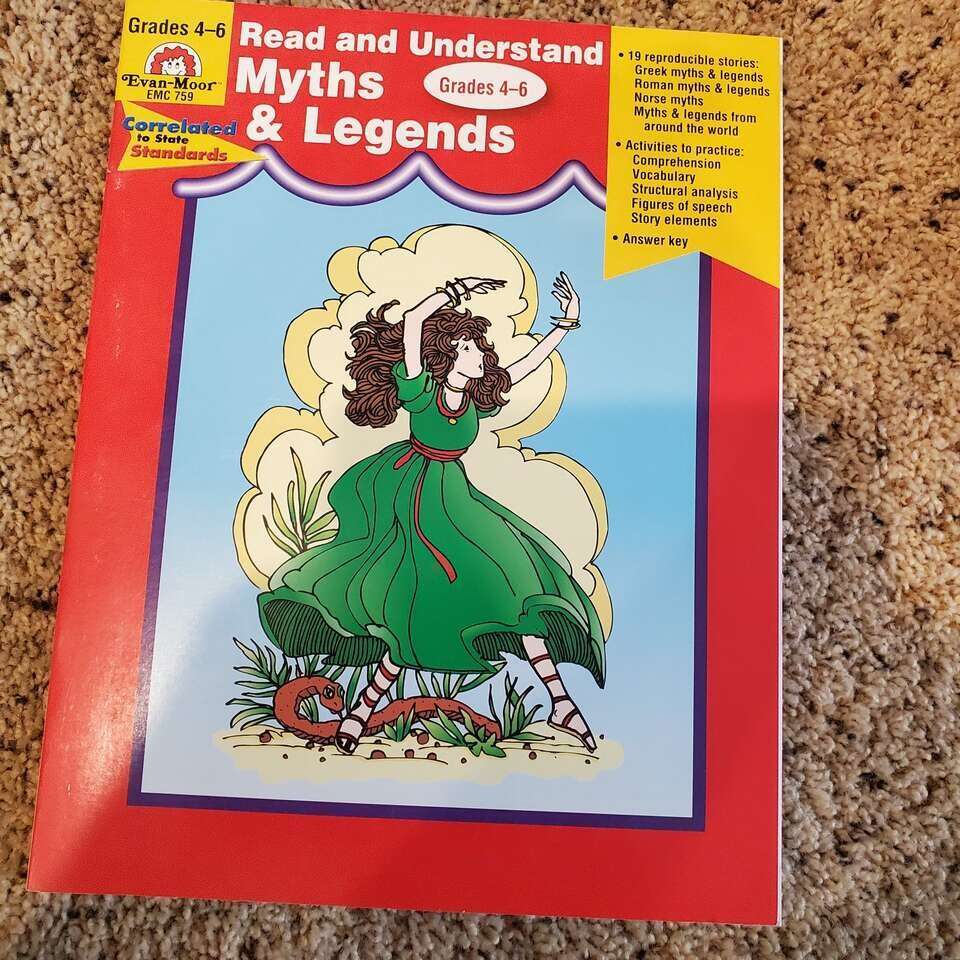 Grades 4–6
Evan-Moor™
EMC 759
Correlated
to State
Standards
Read and Understand
Myths
& Legends
Grades 4–6
• 19 reproducible stories:
Greek myths & legends
Roman myths & legends
Norse myths
Myths & legends from
around the world
• Activities to practice:
Comprehension
Vocabulary
Structural analysis
Figures of speech
Story elements
• Answer key